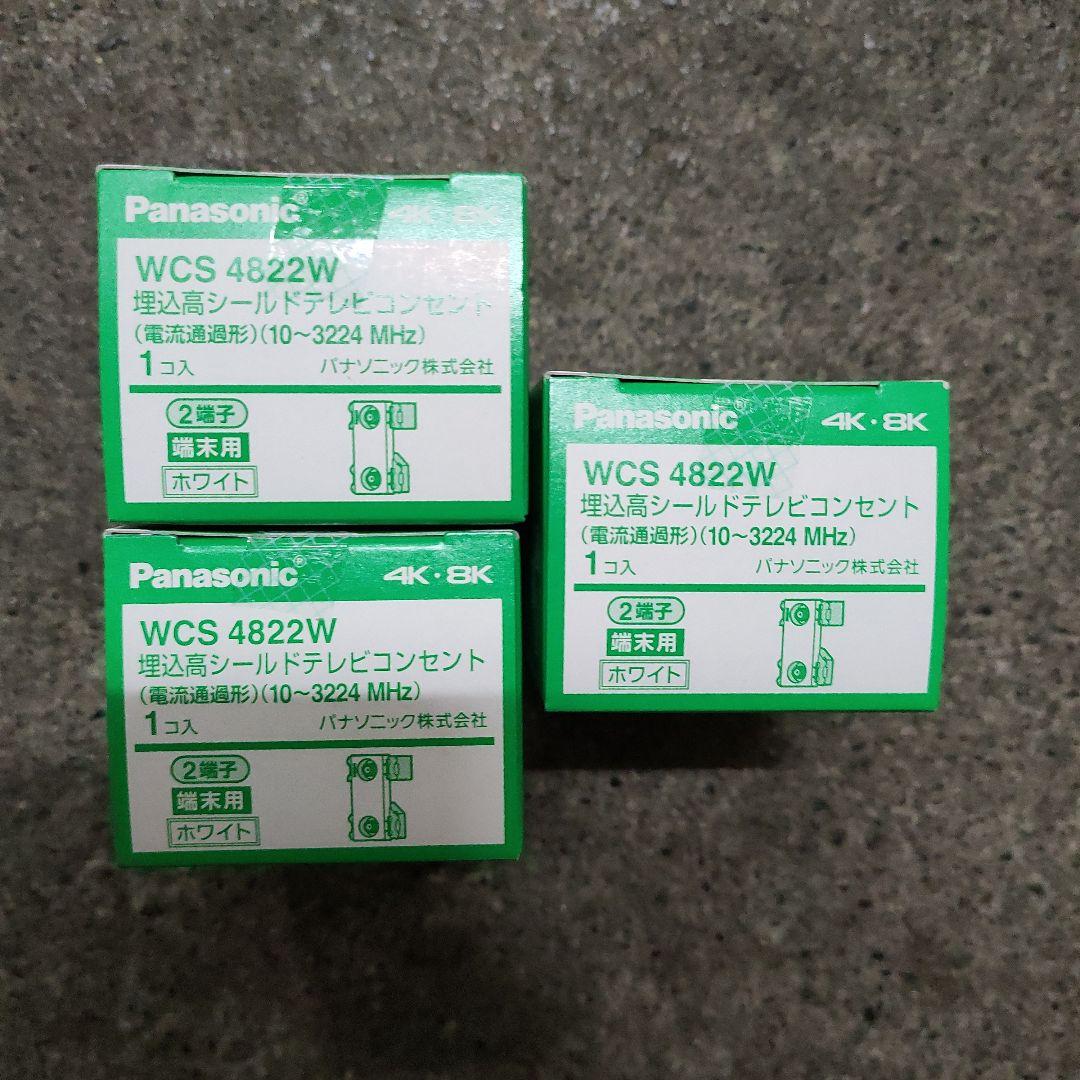 Panasonic® 4K・8K
WCS 4822W
埋込高シールドテレビコンセント
(電流通過形)(10～3224 MHz)
1コ入 パナソニック株式会社
2端子
端末用
ホワイト
Panasonic® 4K・8K
WCS 4822W
埋込高シールドテレビコンセント
(電流通過形)(10～3224 MHz)
1コ入 パナソニック株式会社
2端子
端末用
ホワイト
Panasonic® 4K・8K
WCS 4822W
埋込高シールドテレビコンセント
(電流通過形)(10～3224 MHz)
1コ入 パナソニック株式会社
2端子
端末用
ホワイト